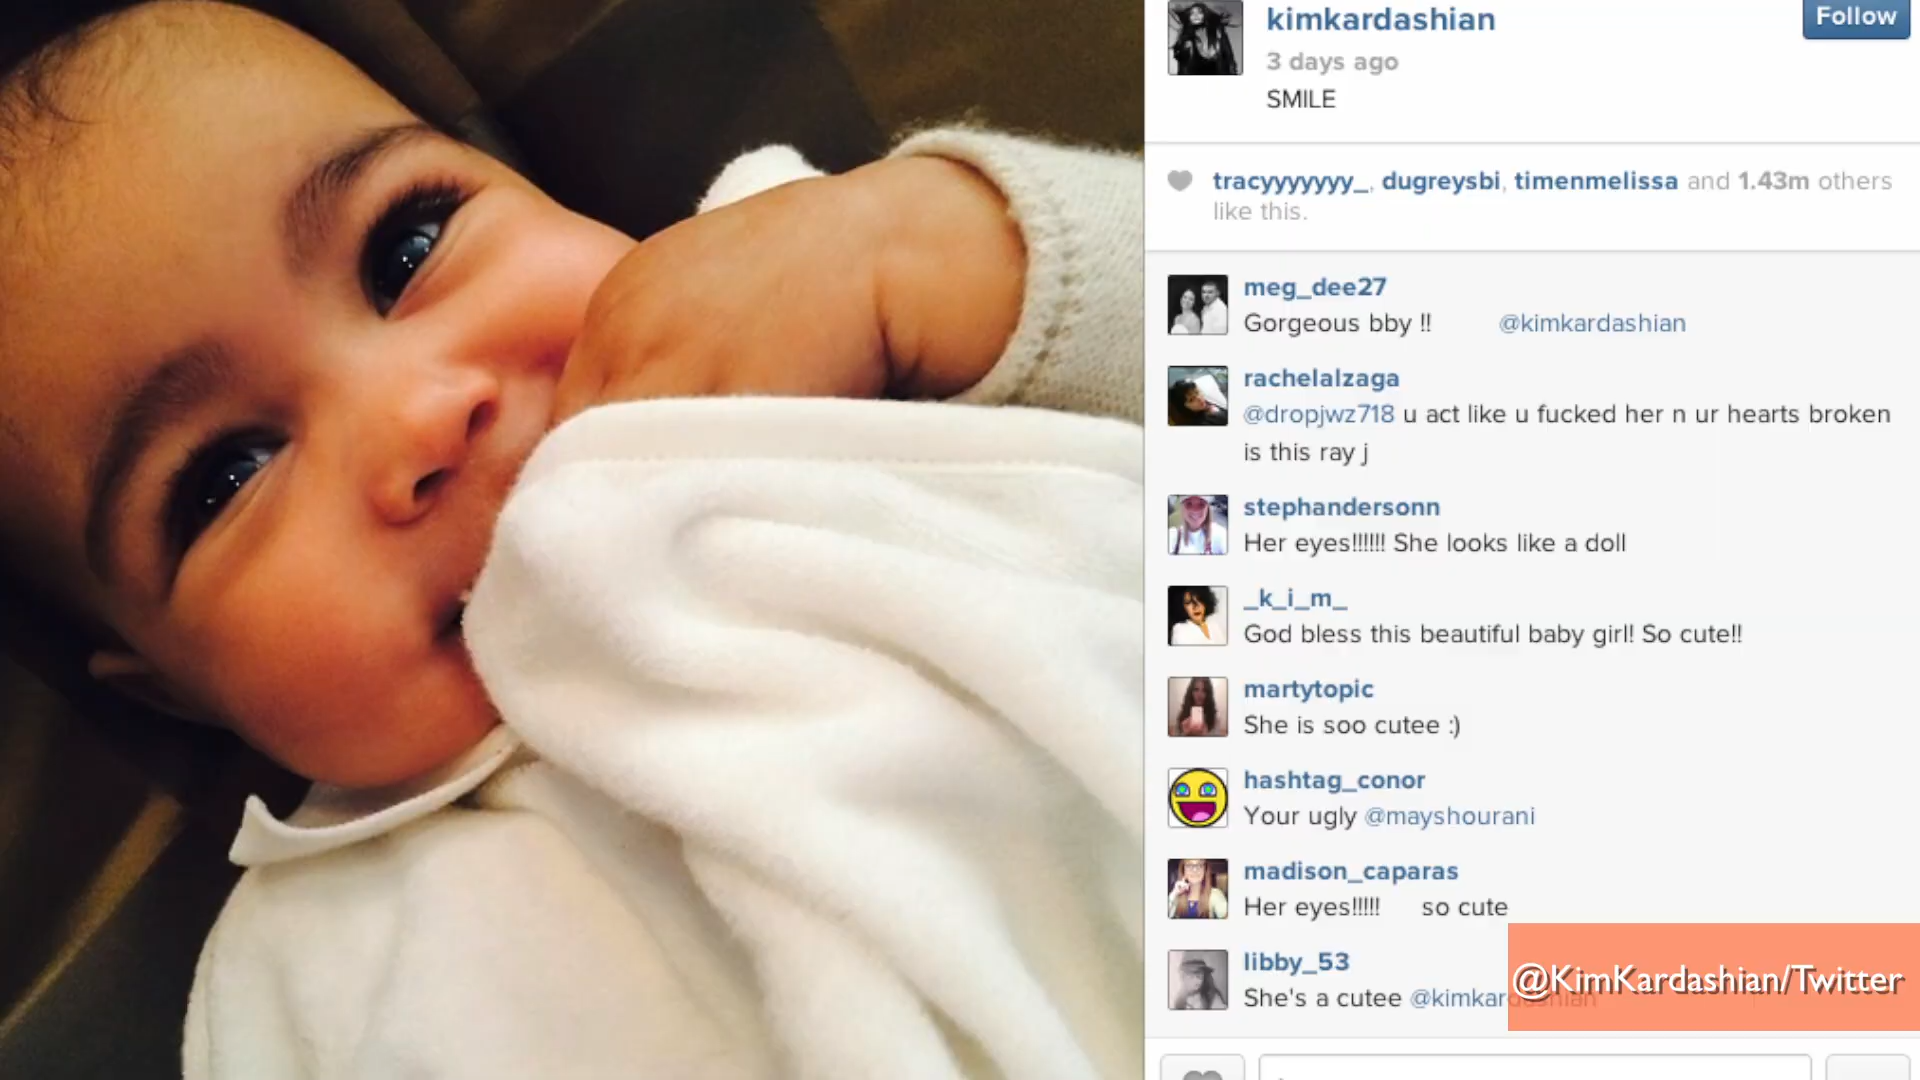 kimkardashian
Follow
3 days ago
SMILE
tracyyyyyyy_, dugreysbi, timenmelissa and 1.43m others
like this.
meg_dee27
Gorgeous bby !! @kimkardashian
rachelalzaga
@dropjwz718 u act like u fucked her n ur hearts broken
is this ray j
stephandersonn
Her eyes!!!!!! She looks like a doll
_k_i_m_
God bless this beautiful baby girl! So cute!!
martytopic
She is soo cutee :)
hashtag_conor
Your ugly @mayshourani
madison_caparas
Her eyes!!!!! so cute
libby_53
She's a cutee @kimkardashian
@KimKardashian/Twitter